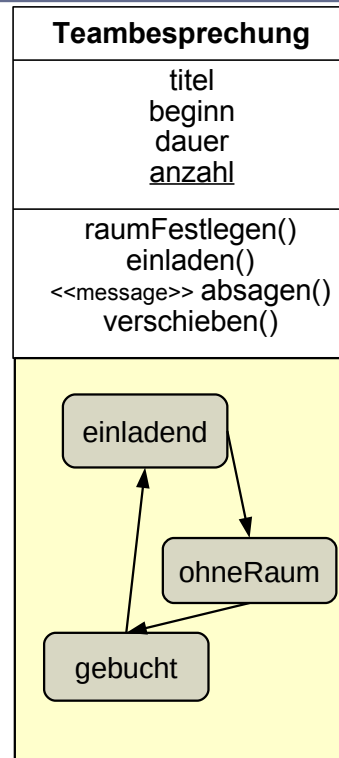 Teambesprechung
titel
beginn
dauer
anzahl
raumFestlegen()
einladen()
<<message>> absagen()
verschieben()
einladend
ohneRaum
gebucht